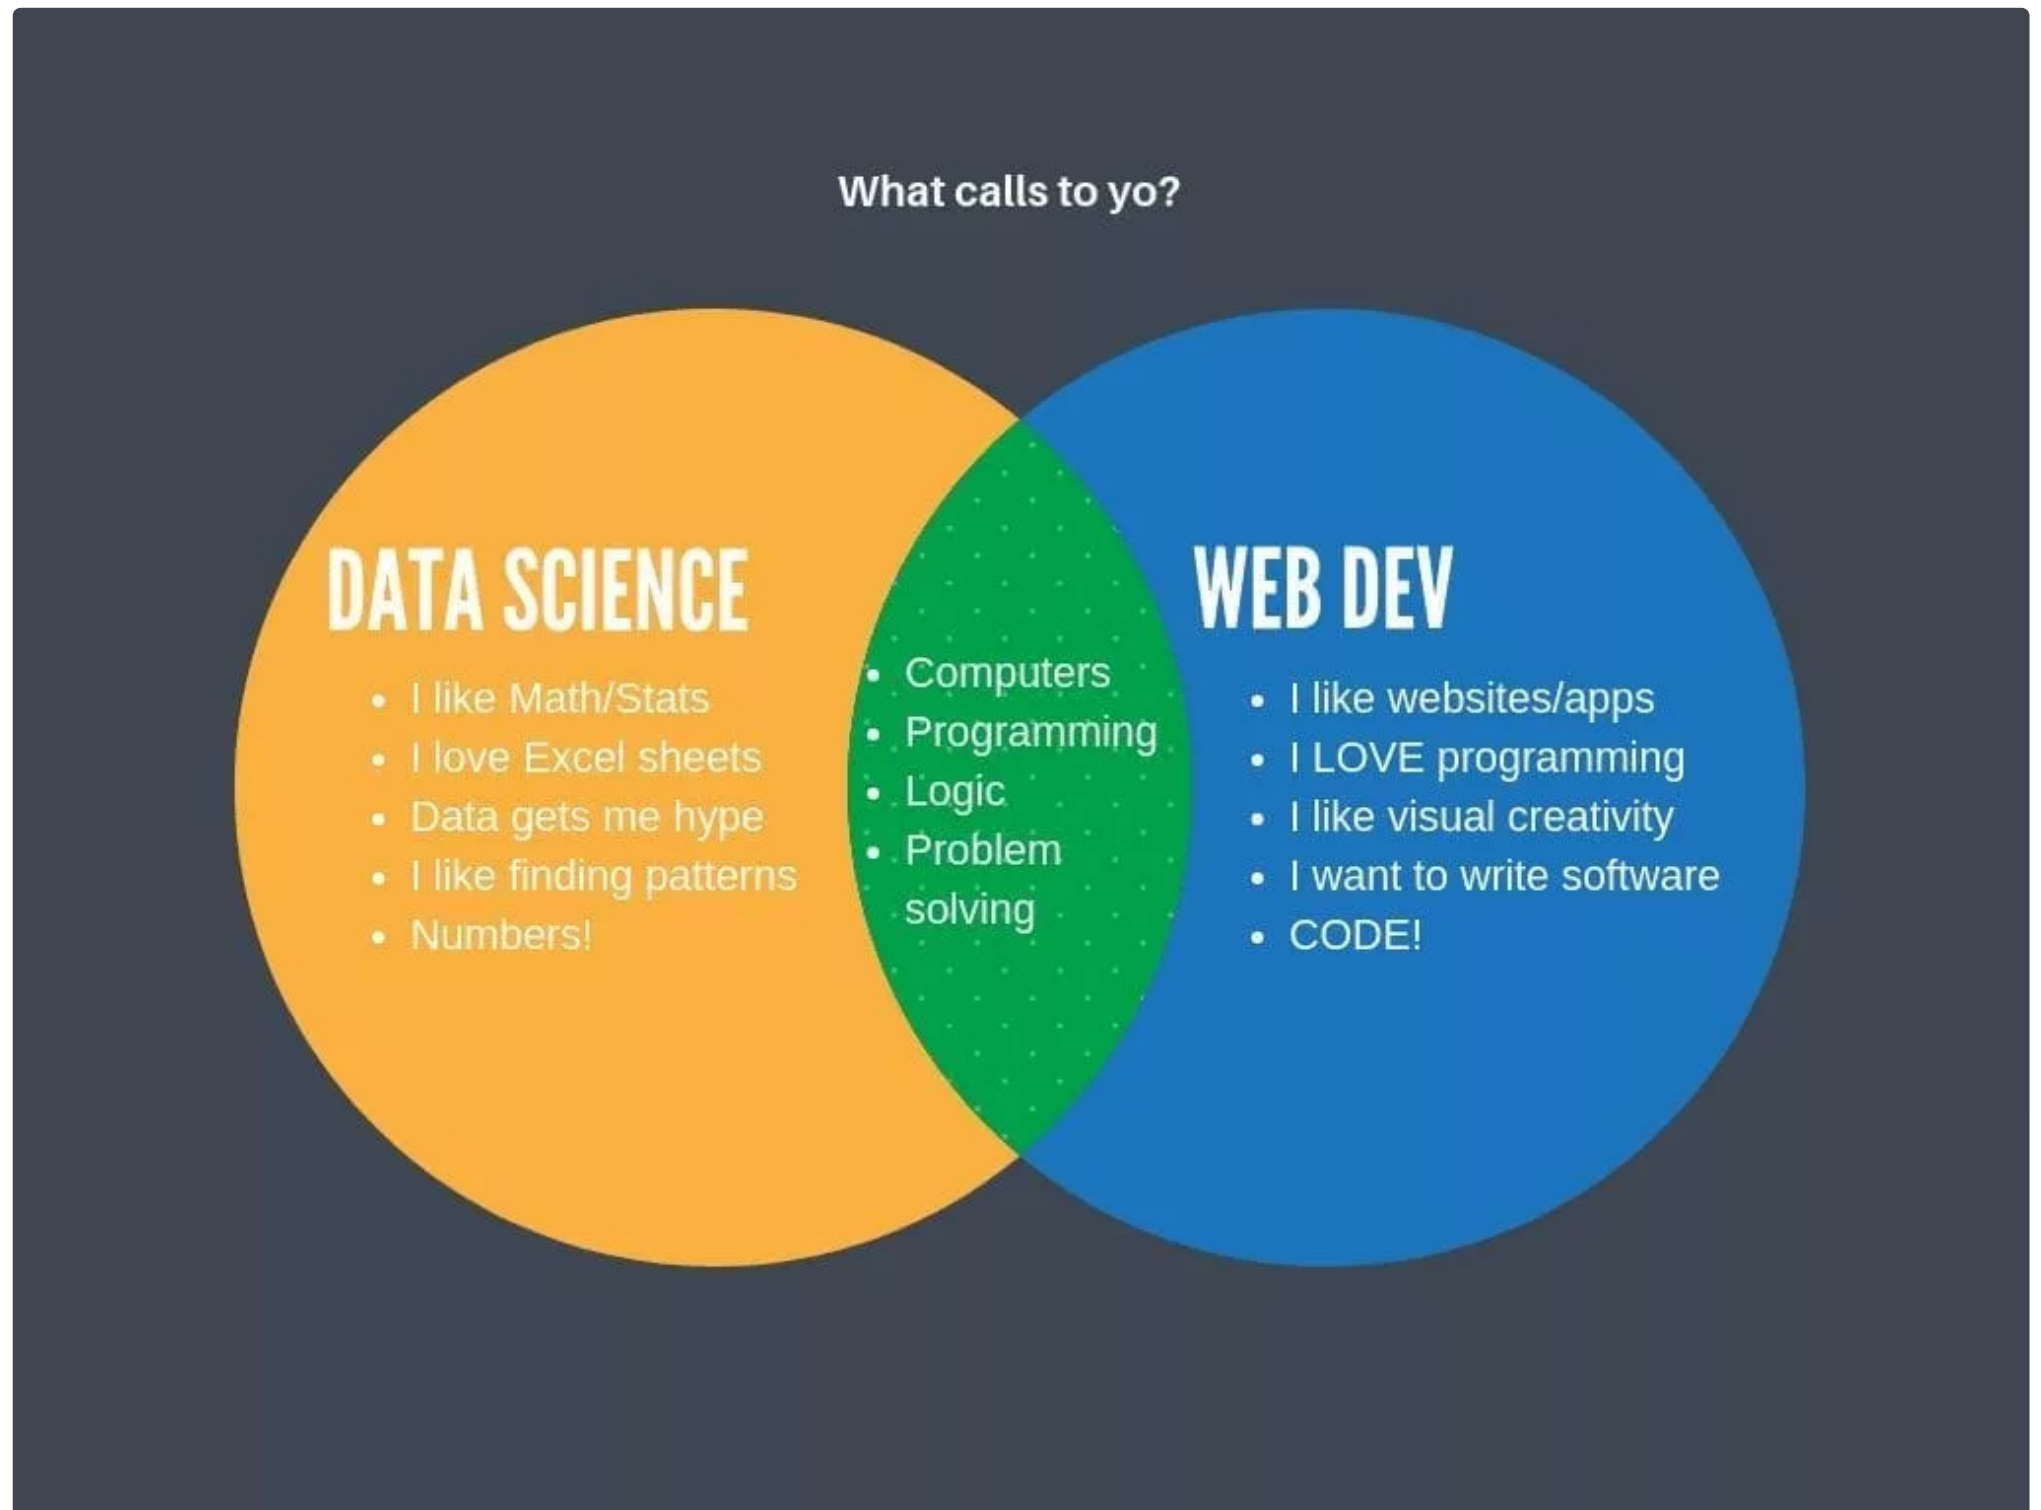 What calls to yo?
DATA SCIENCE
• I like Math/Stats
• I love Excel sheets
• Data gets me hype
• I like finding patterns
• Numbers!
• Computers
• Programming
• Logic
• Problem
solving
WEB DEV
• I like websites/apps
• I LOVE programming
• I like visual creativity
• I want to write software
• CODE!